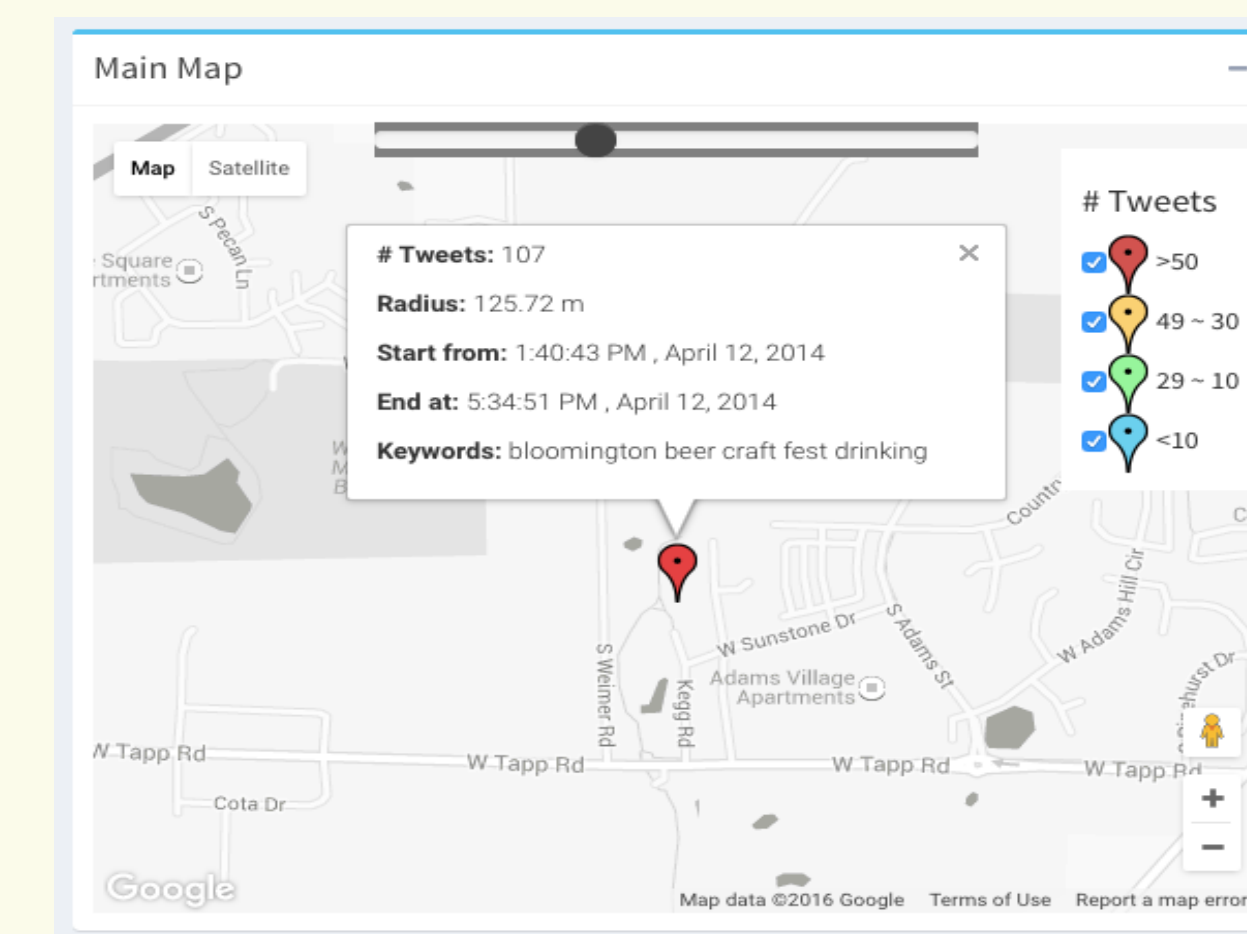 Main Map
Map Satellite
# Tweets
>50
49 ~ 30
29 ~ 10
<10
# Tweets: 107
Radius: 125.72 m
Start from: 1:40:43 PM , April 12, 2014
End at: 5:34:51 PM , April 12, 2014
Keywords: bloomington beer craft fest drinking
S Pecan Ln
Square
rtments
W
M
B
Countr
C
W Sunstone Dr
S Adams St
W Adams Hill Cir
S Weimer Rd
Kegg Rd
Adams Village
Apartments
W Tapp Rd
W Tapp Rd
W Tapp Rd
W Tapp Rd
Cota Dr
Google
Map data ©2016 Google Terms of Use Report a map error